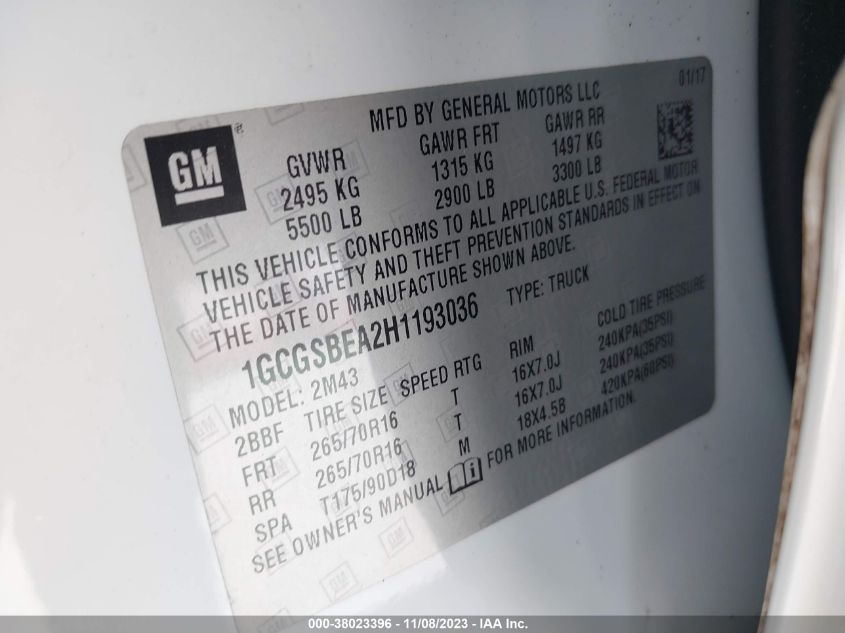 01/17
MFD BY GENERAL MOTORS LLC
GM®
GVWR GAWR FRT GAWR RR
2495 KG 1315 KG 1497 KG
5500 LB 2900 LB 3300 LB
THIS VEHICLE CONFORMS TO ALL APPLICABLE U.S. FEDERAL MOTOR
VEHICLE SAFETY AND THEFT PREVENTION STANDARDS IN EFFECT ON
THE DATE OF MANUFACTURE SHOWN ABOVE.
1GCGSBEA2H1193036 TYPE: TRUCK
MODEL: 2M43
2BBF TIRE SIZE SPEED RTG RIM COLD TIRE PRESSURE
FRT 265/70R16 T 16X7.0J 240KPA(35PSI)
RR 265/70R16 T 16X7.0J 240KPA(35PSI)
SPA T175/90D18 M 18X4.5B 420KPA(60PSI)
SEE OWNER'S MANUAL FOR MORE INFORMATION.
000-38023396 - 11/08/2023 - IAA Inc.